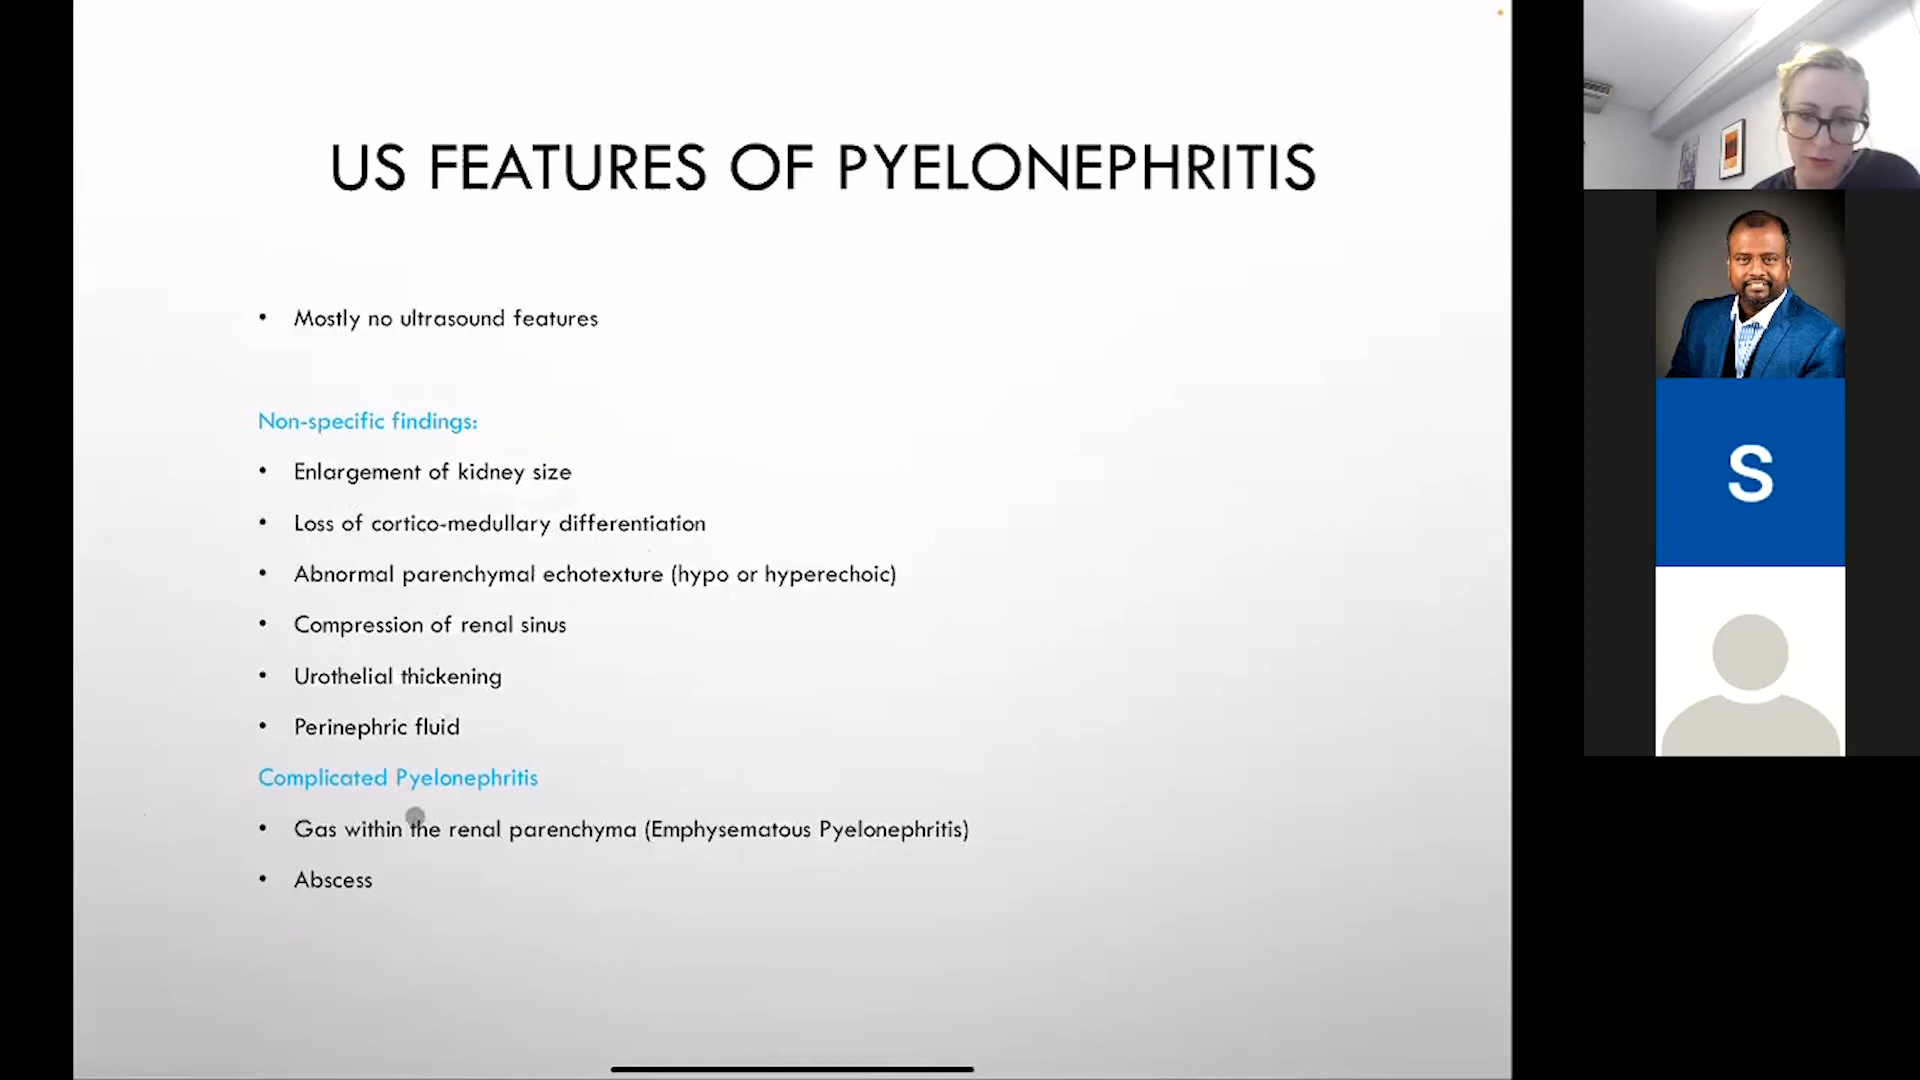 US FEATURES OF PYELONEPHRITIS
• Mostly no ultrasound features
Non-specific findings:
• Enlargement of kidney size
• Loss of cortico-medullary differentiation
• Abnormal parenchymal echotexture (hypo or hyperechoic)
• Compression of renal sinus
• Urothelial thickening
• Perinephric fluid
Complicated Pyelonephritis
• Gas within the renal parenchyma (Emphysematous Pyelonephritis)
• Abscess
S